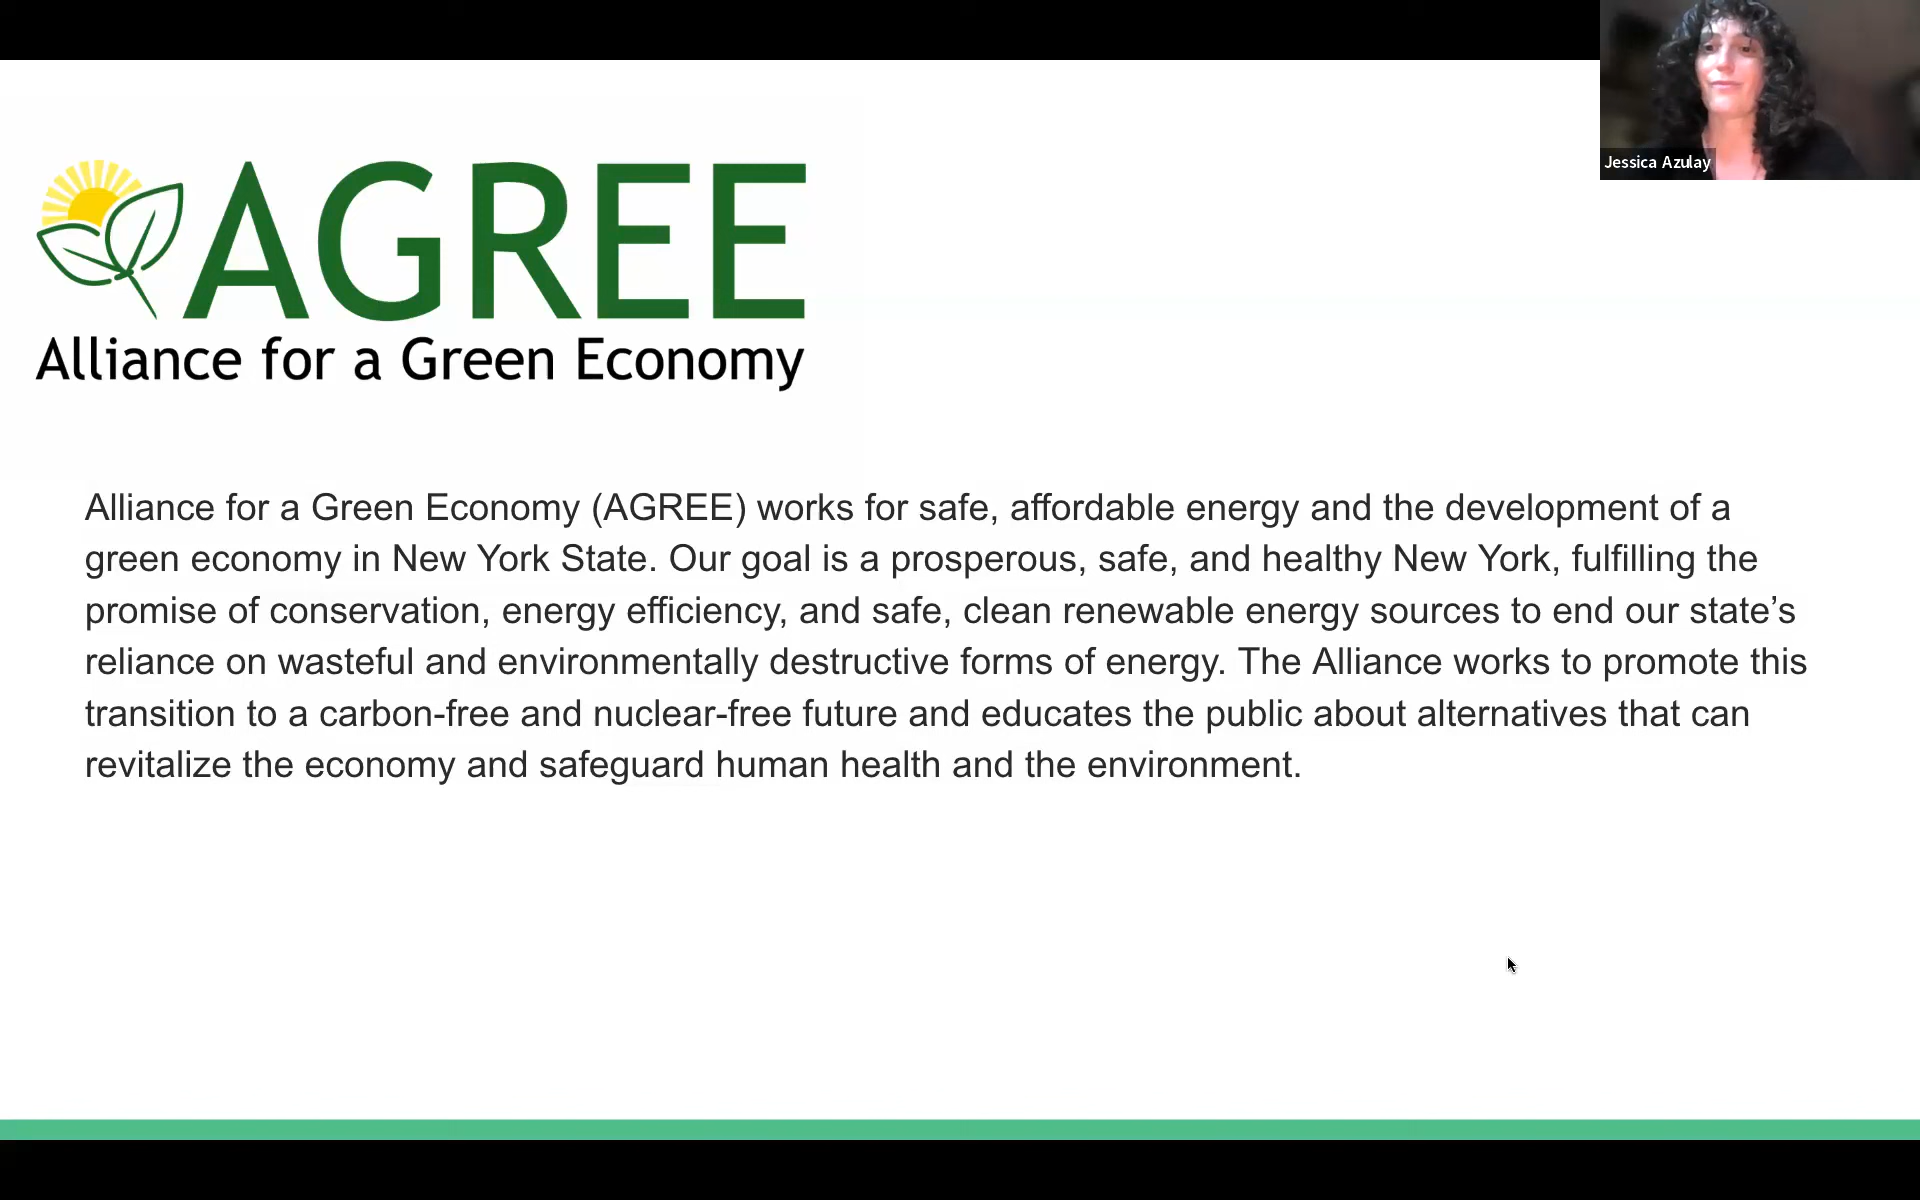 Jessica Azulay
AGREE
Alliance for a Green Economy
Alliance for a Green Economy (AGREE) works for safe, affordable energy and the development of a
green economy in New York State. Our goal is a prosperous, safe, and healthy New York, fulfilling the
promise of conservation, energy efficiency, and safe, clean renewable energy sources to end our state’s
reliance on wasteful and environmentally destructive forms of energy. The Alliance works to promote this
transition to a carbon-free and nuclear-free future and educates the public about alternatives that can
revitalize the economy and safeguard human health and the environment.